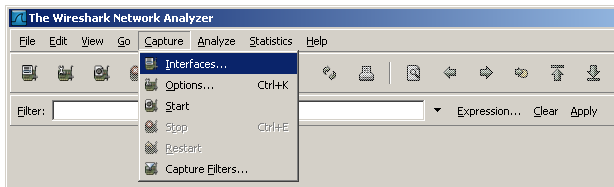 The Wireshark Network Analyzer
File Edit View Go Capture Analyze Statistics Help
Interfaces...
Options... Ctrl+K
Start
Stop Ctrl+E
Restart
Capture Filters...
Filter: Expression... Clear Apply